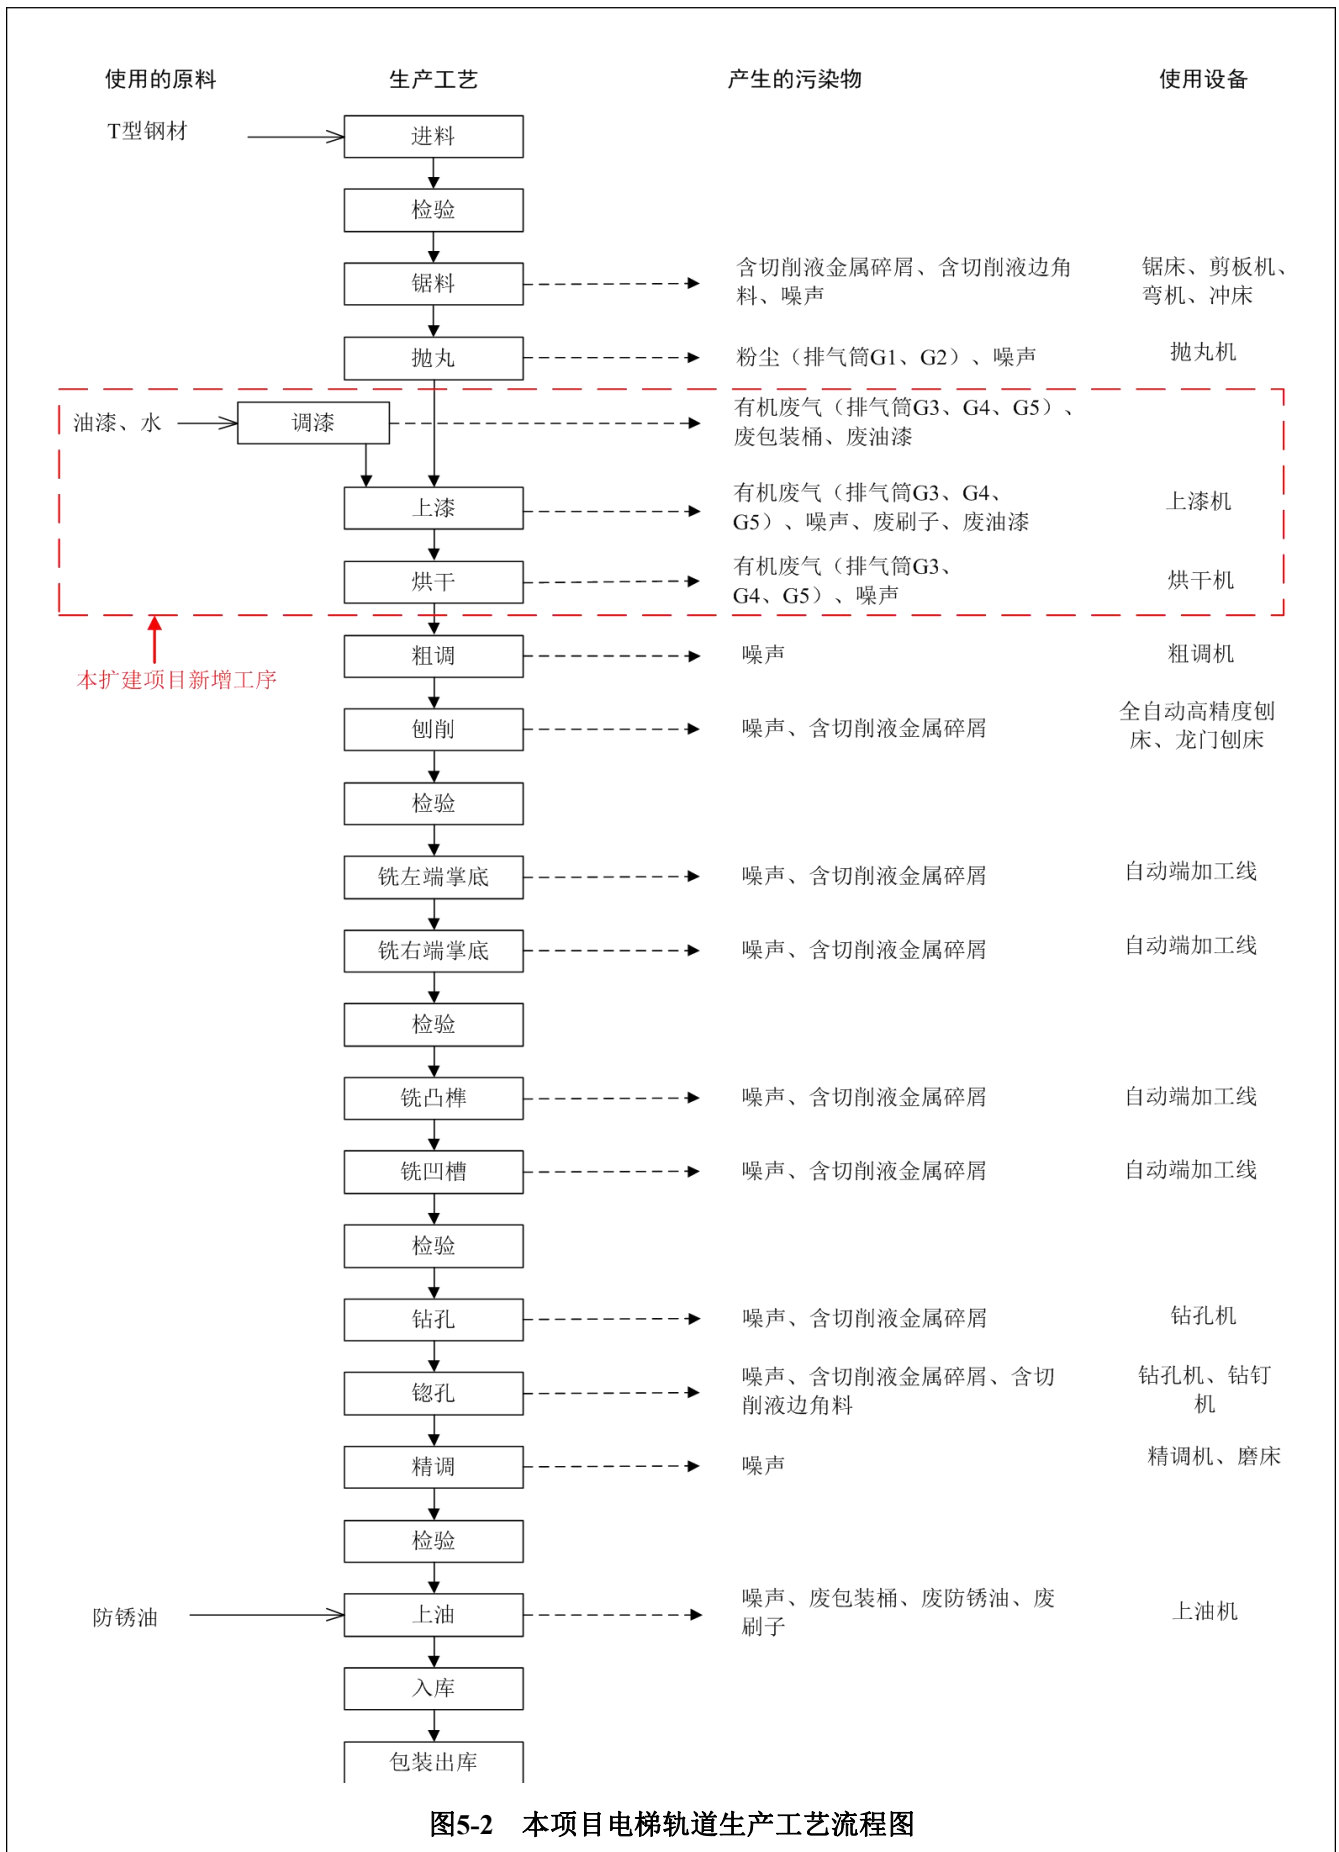 使用的原料 生产工艺 产生的污染物 使用设备
T型钢材 进料
检验
锯料 含切削液金属碎屑、含切削液边角 锯床、剪板机、
料、噪声 弯机、冲床
抛丸 粉尘（排气筒G1、G2）、噪声 抛丸机
油漆、水 调漆 有机废气（排气筒G3、G4、G5）、
废包装桶、废油漆
上漆 有机废气（排气筒G3、G4、 上漆机
G5）、噪声、废刷子、废油漆
烘干 有机废气（排气筒G3、 烘干机
G4、G5）、噪声
粗调 噪声 粗调机
本扩建项目新增工序
刨削 噪声、含切削液金属碎屑 全自动高精度刨
床、龙门刨床
检验
铣左端掌底 噪声、含切削液金属碎屑 自动端加工线
铣右端掌底 噪声、含切削液金属碎屑 自动端加工线
检验
铣凸榫 噪声、含切削液金属碎屑 自动端加工线
铣凹槽 噪声、含切削液金属碎屑 自动端加工线
检验
钻孔 噪声、含切削液金属碎屑 钻孔机
锪孔 噪声、含切削液金属碎屑、含切 钻孔机、钻钉
削液边角料 机
精调 噪声 精调机、磨床
检验
防锈油 上油 噪声、废包装桶、废防锈油、废 上油机
刷子
入库
包装出库
图5-2 本项目电梯轨道生产工艺流程图